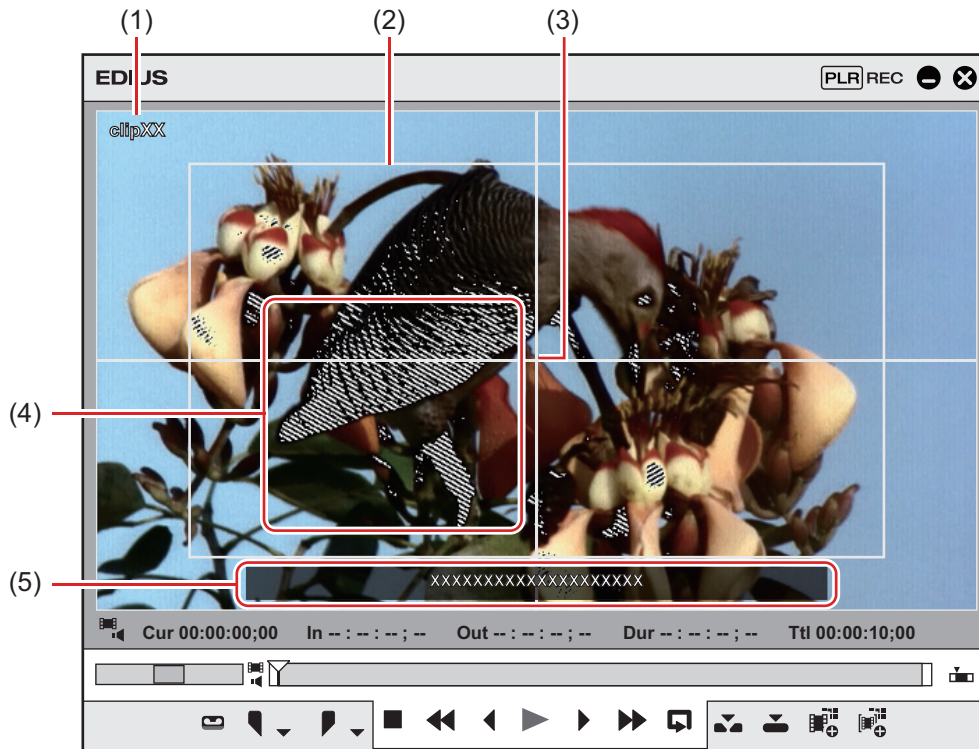 (1) (2) (3)
EDIUS
PLR REC
clipXX
(4)
(5)
XXXXXXXXXXXXXXXXXXXX
Cur 00:00:00;00 In -- : -- : -- ; -- Out -- : -- : -- ; -- Dur -- : -- : -- ; -- Ttl 00:00:10;00